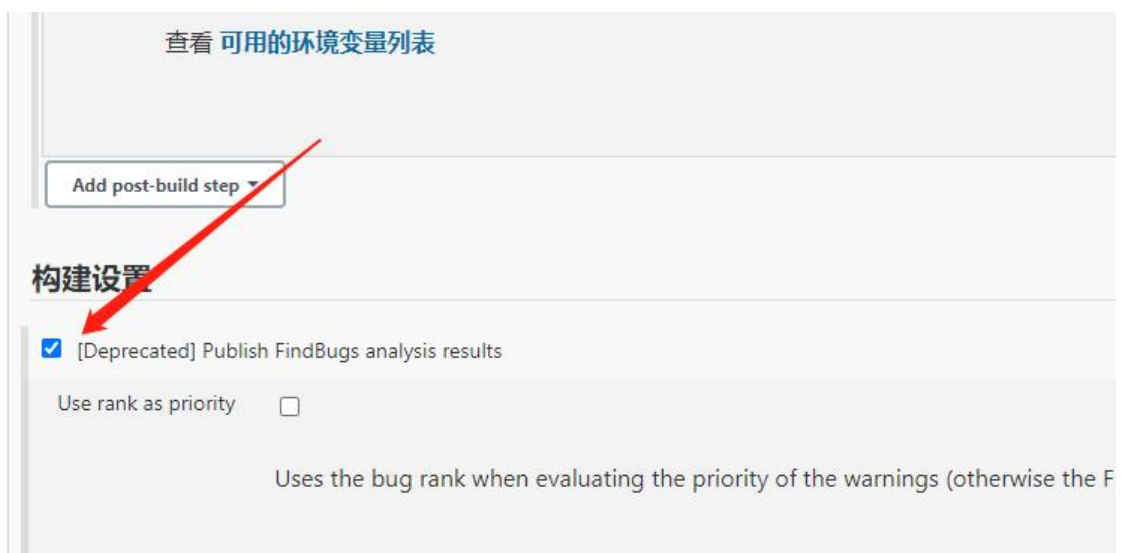 查看 可用的环境变量列表
Add post-build step
构建设置
[Deprecated] Publish FindBugs analysis results
Use rank as priority
Uses the bug rank when evaluating the priority of the warnings (otherwise the F